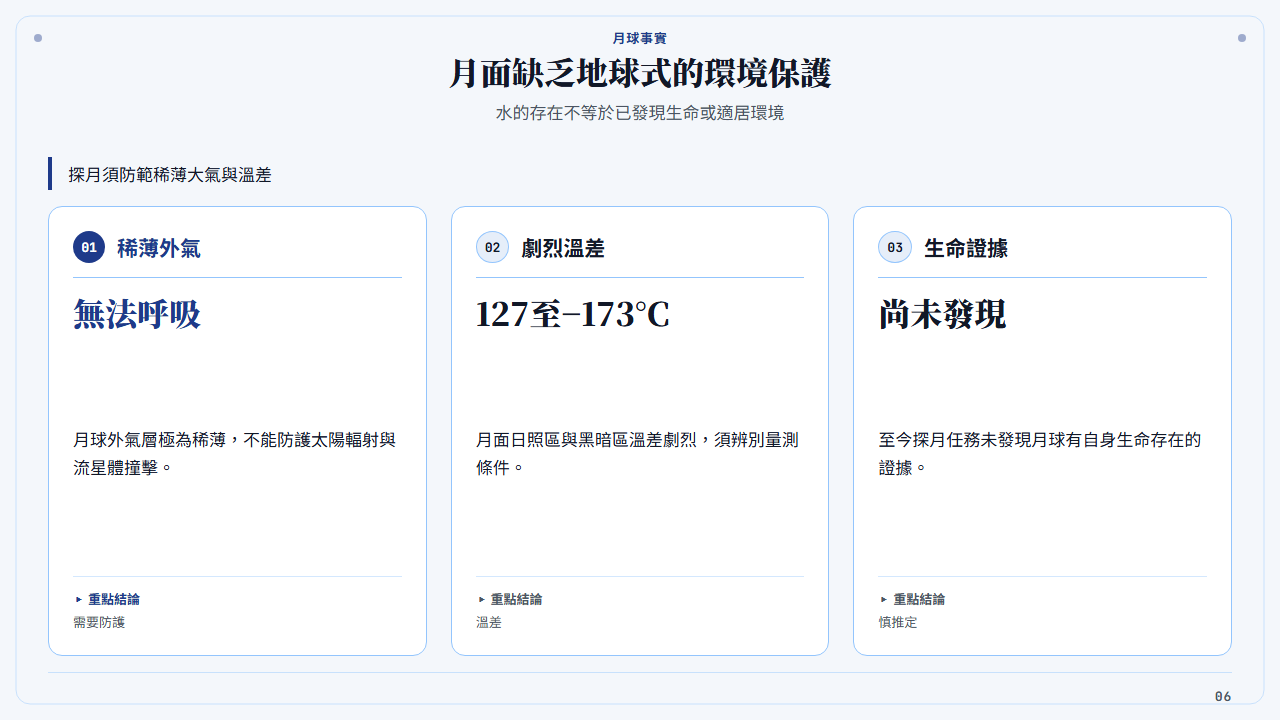 月球事實
月面缺乏地球式的環境保護
水的存在不等於已發現生命或適居環境
探月須防範稀薄大氣與溫差
01 稀薄外氣
無法呼吸
月球外氣層極為稀薄，不能防護太陽輻射與
流星體撞擊。
▸ 重點結論
需要防護
02 劇烈溫差
127至−173°C
月面日照區與黑暗區溫差劇烈，須辨別量測
條件。
▸ 重點結論
溫差
03 生命證據
尚未發現
至今探月任務未發現月球有自身生命存在的
證據。
▸ 重點結論
慎推定
06